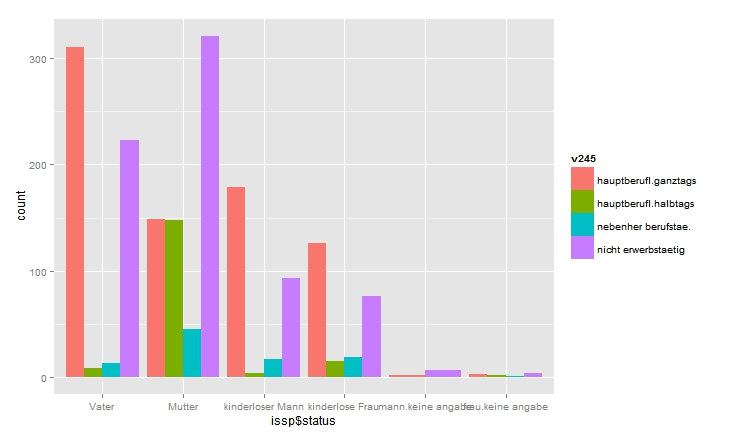 300
200
100
0
count
Vater Mutter kinderloser Mann kinderlose Frau mann.keine angabe frau.keine angabe
issp$status
v245
hauptberufl.ganztags
hauptberufl.halbtags
nebenher berufstae.
nicht erwerbstaetig